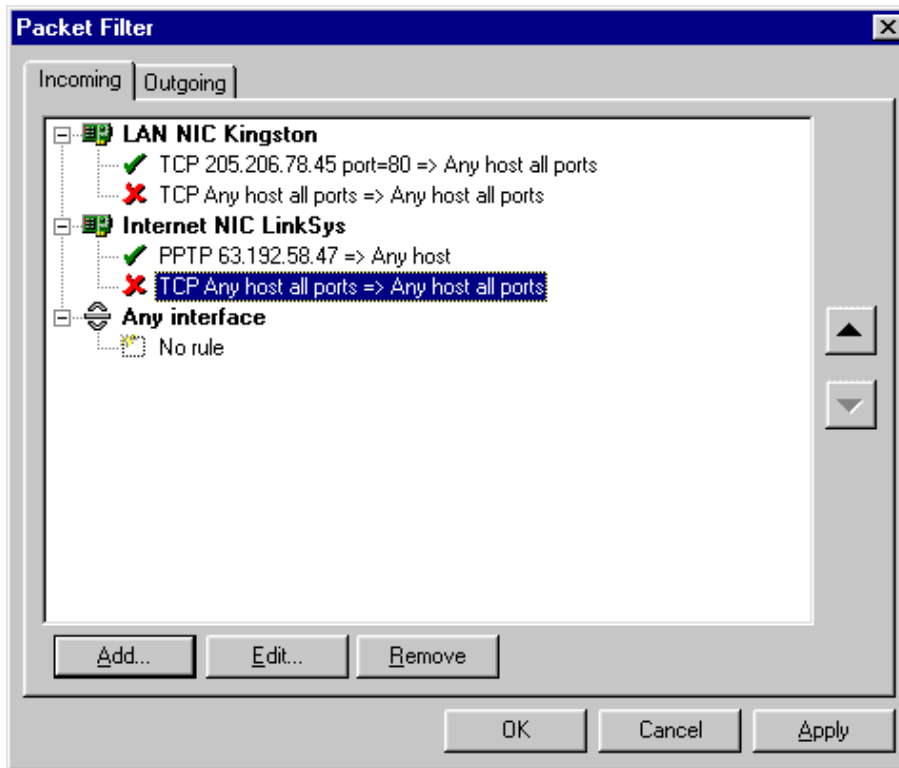 Packet Filter
Incoming
Outgoing
LAN NIC Kingston
TCP 205.206.78.45 port=80 => Any host all ports
TCP Any host all ports => Any host all ports
Internet NIC LinkSys
PPTP 63.192.58.47 => Any host
TCP Any host all ports => Any host all ports
Any interface
No rule
Add...
Edit...
Remove
OK
Cancel
Apply